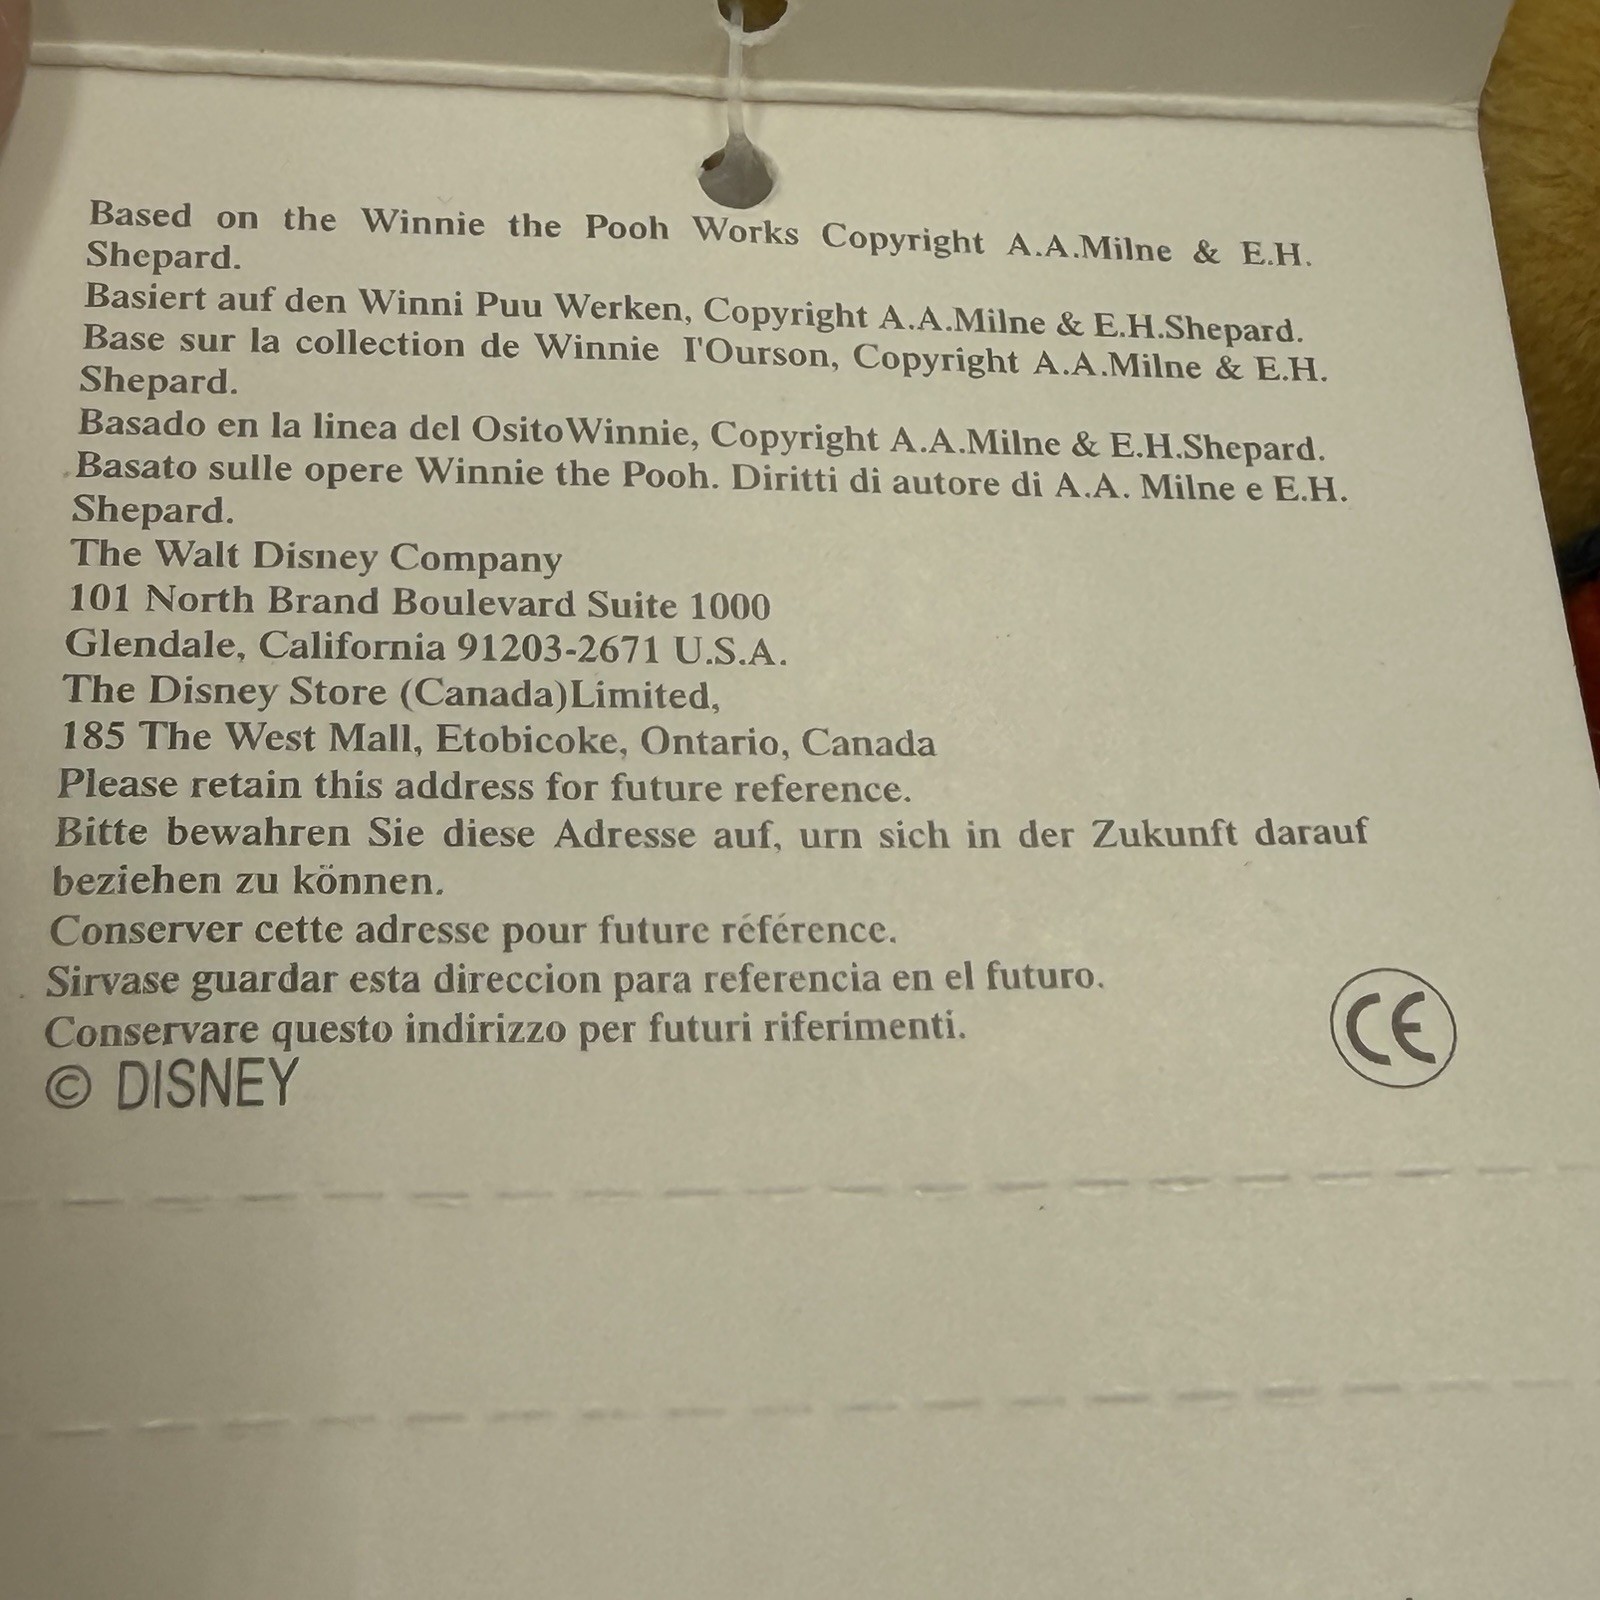 Based on the Winnie the Pooh Works Copyright A.A.Milne & E.H.
Shepard.
Basiert auf den Winni Puu Werken, Copyright A.A.Milne & E.H.Shepard.
Base sur la collection de Winnie I'Ourson, Copyright A.A.Milne & E.H.
Shepard.
Basado en la linea del OsitoWinnie, Copyright A.A.Milne & E.H.Shepard.
Basato sulle opere Winnie the Pooh. Diritti di autore di A.A. Milne e E.H.
Shepard.
The Walt Disney Company
101 North Brand Boulevard Suite 1000
Glendale, California 91203-2671 U.S.A.
The Disney Store (Canada)Limited,
185 The West Mall, Etobicoke, Ontario, Canada
Please retain this address for future reference.
Bitte bewahren Sie diese Adresse auf, urn sich in der Zukunft darauf
beziehen zu können.
Conserver cette adresse pour future référence.
Sirvase guardar esta direccion para referencia en el futuro.
Conservare questo indirizzo per futuri riferimenti.
© DISNEY
CE